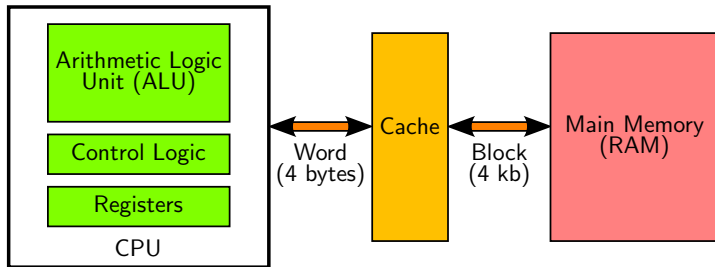 Arithmetic Logic
Unit (ALU)
Control Logic
Registers
CPU
Word
(4 bytes)
Cache
Block
(4 kb)
Main Memory
(RAM)